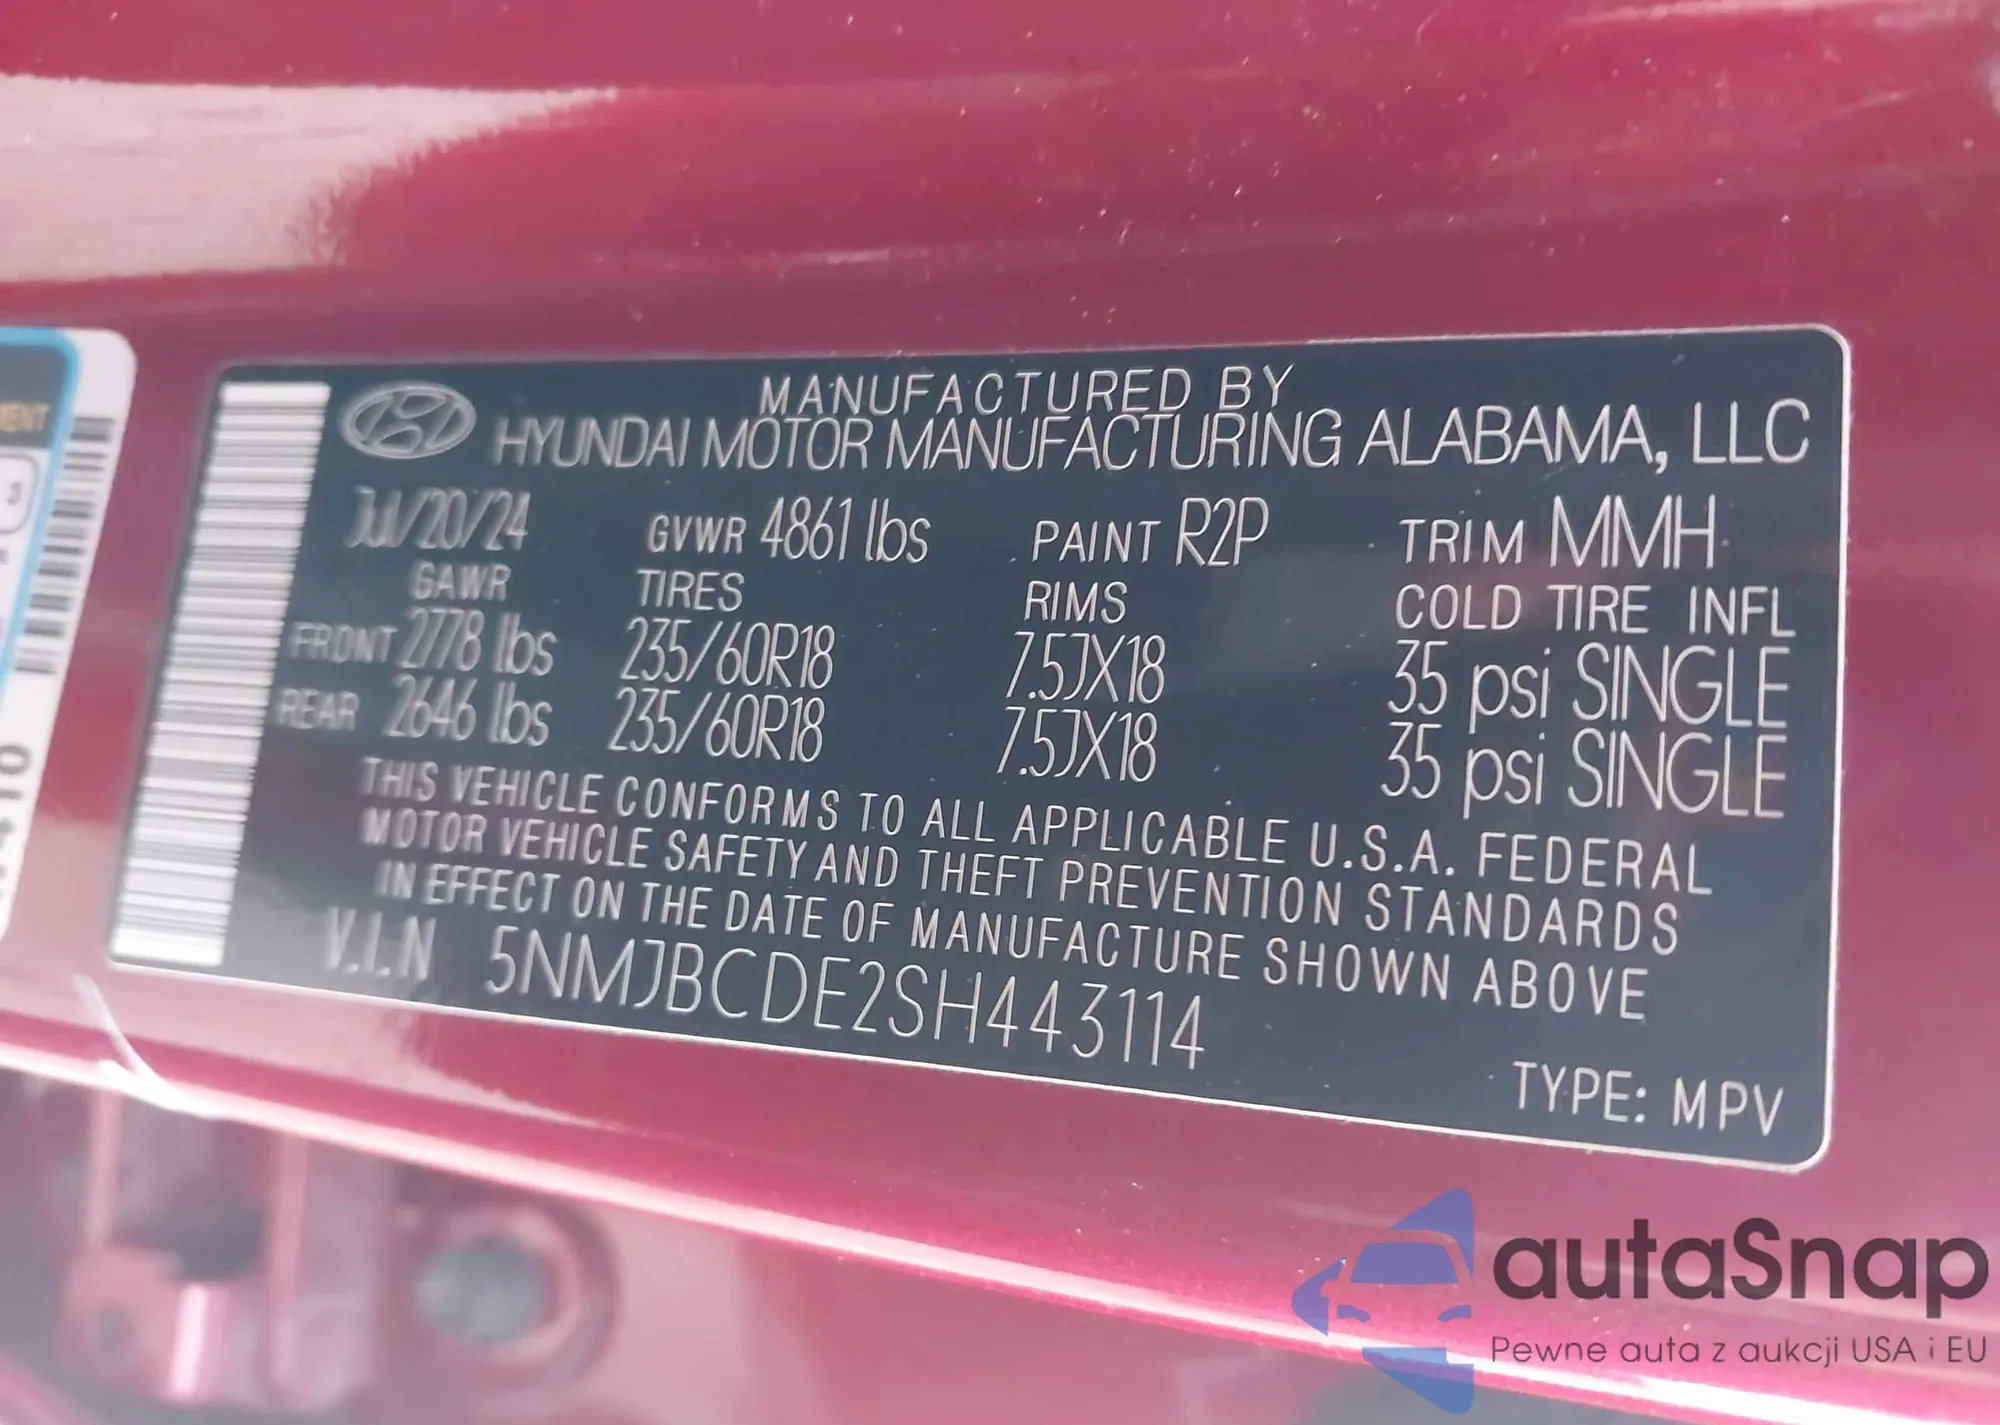 MANUFACTURED BY
HYUNDAI MOTOR MANUFACTURING ALABAMA, LLC
Jul/20/24 GVWR 4861 lbs PAINT R2P TRIM MMH
GAWR TIRES RIMS COLD TIRE INFL
FRONT 2778 lbs 235/60R18 7.5JX18 35 psi SINGLE
REAR 2646 lbs 235/60R18 7.5JX18 35 psi SINGLE
THIS VEHICLE CONFORMS TO ALL APPLICABLE U.S.A. FEDERAL
MOTOR VEHICLE SAFETY AND THEFT PREVENTION STANDARDS
IN EFFECT ON THE DATE OF MANUFACTURE SHOWN ABOVE
V.I.N 5NMJBCDE2SH443114
TYPE: MPV
autaSnap
Pewne auta z aukcji USA i EU